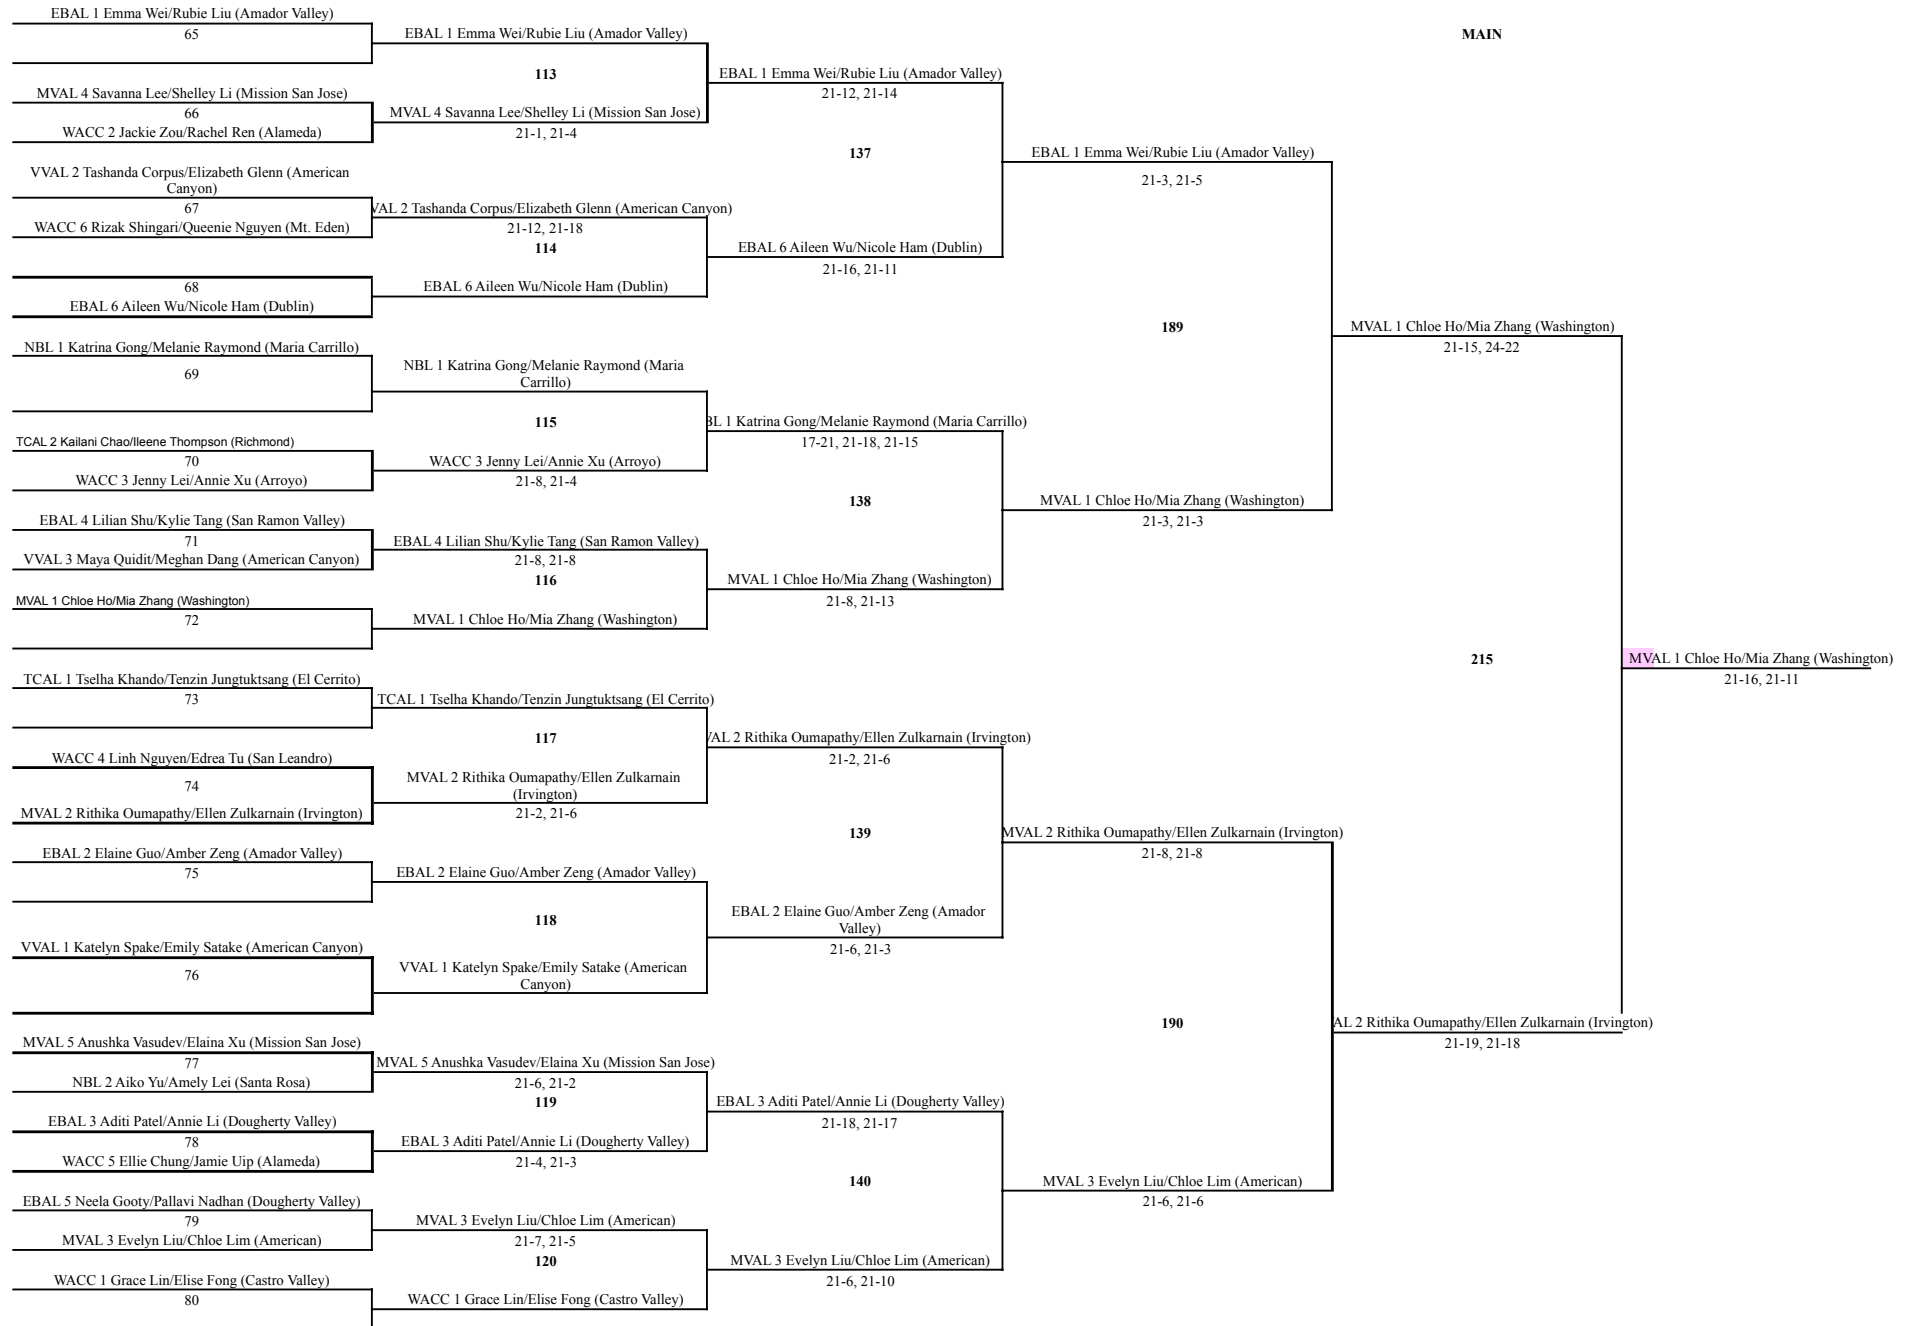 EBAL 1 Emma Wei/Rubie Liu (Amador Valley)
65
EBAL 1 Emma Wei/Rubie Liu (Amador Valley)
MAIN
113
EBAL 1 Emma Wei/Rubie Liu (Amador Valley)
21-12, 21-14
MVAL 4 Savanna Lee/Shelley Li (Mission San Jose)
66
WACC 2 Jackie Zou/Rachel Ren (Alameda)
MVAL 4 Savanna Lee/Shelley Li (Mission San Jose)
21-1, 21-4
137
EBAL 1 Emma Wei/Rubie Liu (Amador Valley)
21-3, 21-5
VVAL 2 Tashanda Corpus/Elizabeth Glenn (American
Canyon)
67
WACC 6 Rizak Shingari/Queenie Nguyen (Mt. Eden)
VAL 2 Tashanda Corpus/Elizabeth Glenn (American Canyon)
21-12, 21-18
114
EBAL 6 Aileen Wu/Nicole Ham (Dublin)
21-16, 21-11
68
EBAL 6 Aileen Wu/Nicole Ham (Dublin)
EBAL 6 Aileen Wu/Nicole Ham (Dublin)
189
MVAL 1 Chloe Ho/Mia Zhang (Washington)
21-15, 24-22
NBL 1 Katrina Gong/Melanie Raymond (Maria Carrillo)
69
NBL 1 Katrina Gong/Melanie Raymond (Maria
Carrillo)
115
BL 1 Katrina Gong/Melanie Raymond (Maria Carrillo)
17-21, 21-18, 21-15
TCAL 2 Kailani Chao/Ileene Thompson (Richmond)
70
WACC 3 Jenny Lei/Annie Xu (Arroyo)
WACC 3 Jenny Lei/Annie Xu (Arroyo)
21-8, 21-4
138
MVAL 1 Chloe Ho/Mia Zhang (Washington)
21-3, 21-3
EBAL 4 Lilian Shu/Kylie Tang (San Ramon Valley)
71
VVAL 3 Maya Quidit/Meghan Dang (American Canyon)
EBAL 4 Lilian Shu/Kylie Tang (San Ramon Valley)
21-8, 21-8
116
MVAL 1 Chloe Ho/Mia Zhang (Washington)
21-8, 21-13
MVAL 1 Chloe Ho/Mia Zhang (Washington)
72
MVAL 1 Chloe Ho/Mia Zhang (Washington)
215
MVAL 1 Chloe Ho/Mia Zhang (Washington)
21-16, 21-11
TCAL 1 Tselha Khando/Tenzin Jungtuktsang (El Cerrito)
73
TCAL 1 Tselha Khando/Tenzin Jungtuktsang (El Cerrito)
117
VAL 2 Rithika Oumapathy/Ellen Zulkarnain (Irvington)
21-2, 21-6
WACC 4 Linh Nguyen/Edrea Tu (San Leandro)
74
MVAL 2 Rithika Oumapathy/Ellen Zulkarnain (Irvington)
MVAL 2 Rithika Oumapathy/Ellen Zulkarnain
(Irvington)
21-2, 21-6
139
MVAL 2 Rithika Oumapathy/Ellen Zulkarnain (Irvington)
21-8, 21-8
EBAL 2 Elaine Guo/Amber Zeng (Amador Valley)
75
EBAL 2 Elaine Guo/Amber Zeng (Amador Valley)
118
EBAL 2 Elaine Guo/Amber Zeng (Amador
Valley)
21-6, 21-3
VVAL 1 Katelyn Spake/Emily Satake (American Canyon)
76
VVAL 1 Katelyn Spake/Emily Satake (American
Canyon)
190
AL 2 Rithika Oumapathy/Ellen Zulkarnain (Irvington)
21-19, 21-18
MVAL 5 Anushka Vasudev/Elaina Xu (Mission San Jose)
77
NBL 2 Aiko Yu/Amely Lei (Santa Rosa)
MVAL 5 Anushka Vasudev/Elaina Xu (Mission San Jose)
21-6, 21-2
119
EBAL 3 Aditi Patel/Annie Li (Dougherty Valley)
21-18, 21-17
EBAL 3 Aditi Patel/Annie Li (Dougherty Valley)
78
WACC 5 Ellie Chung/Jamie Uip (Alameda)
EBAL 3 Aditi Patel/Annie Li (Dougherty Valley)
21-4, 21-3
140
MVAL 3 Evelyn Liu/Chloe Lim (American)
21-6, 21-6
EBAL 5 Neela Gooty/Pallavi Nadhan (Dougherty Valley)
79
MVAL 3 Evelyn Liu/Chloe Lim (American)
MVAL 3 Evelyn Liu/Chloe Lim (American)
21-7, 21-5
120
MVAL 3 Evelyn Liu/Chloe Lim (American)
21-6, 21-10
WACC 1 Grace Lin/Elise Fong (Castro Valley)
80
WACC 1 Grace Lin/Elise Fong (Castro Valley)